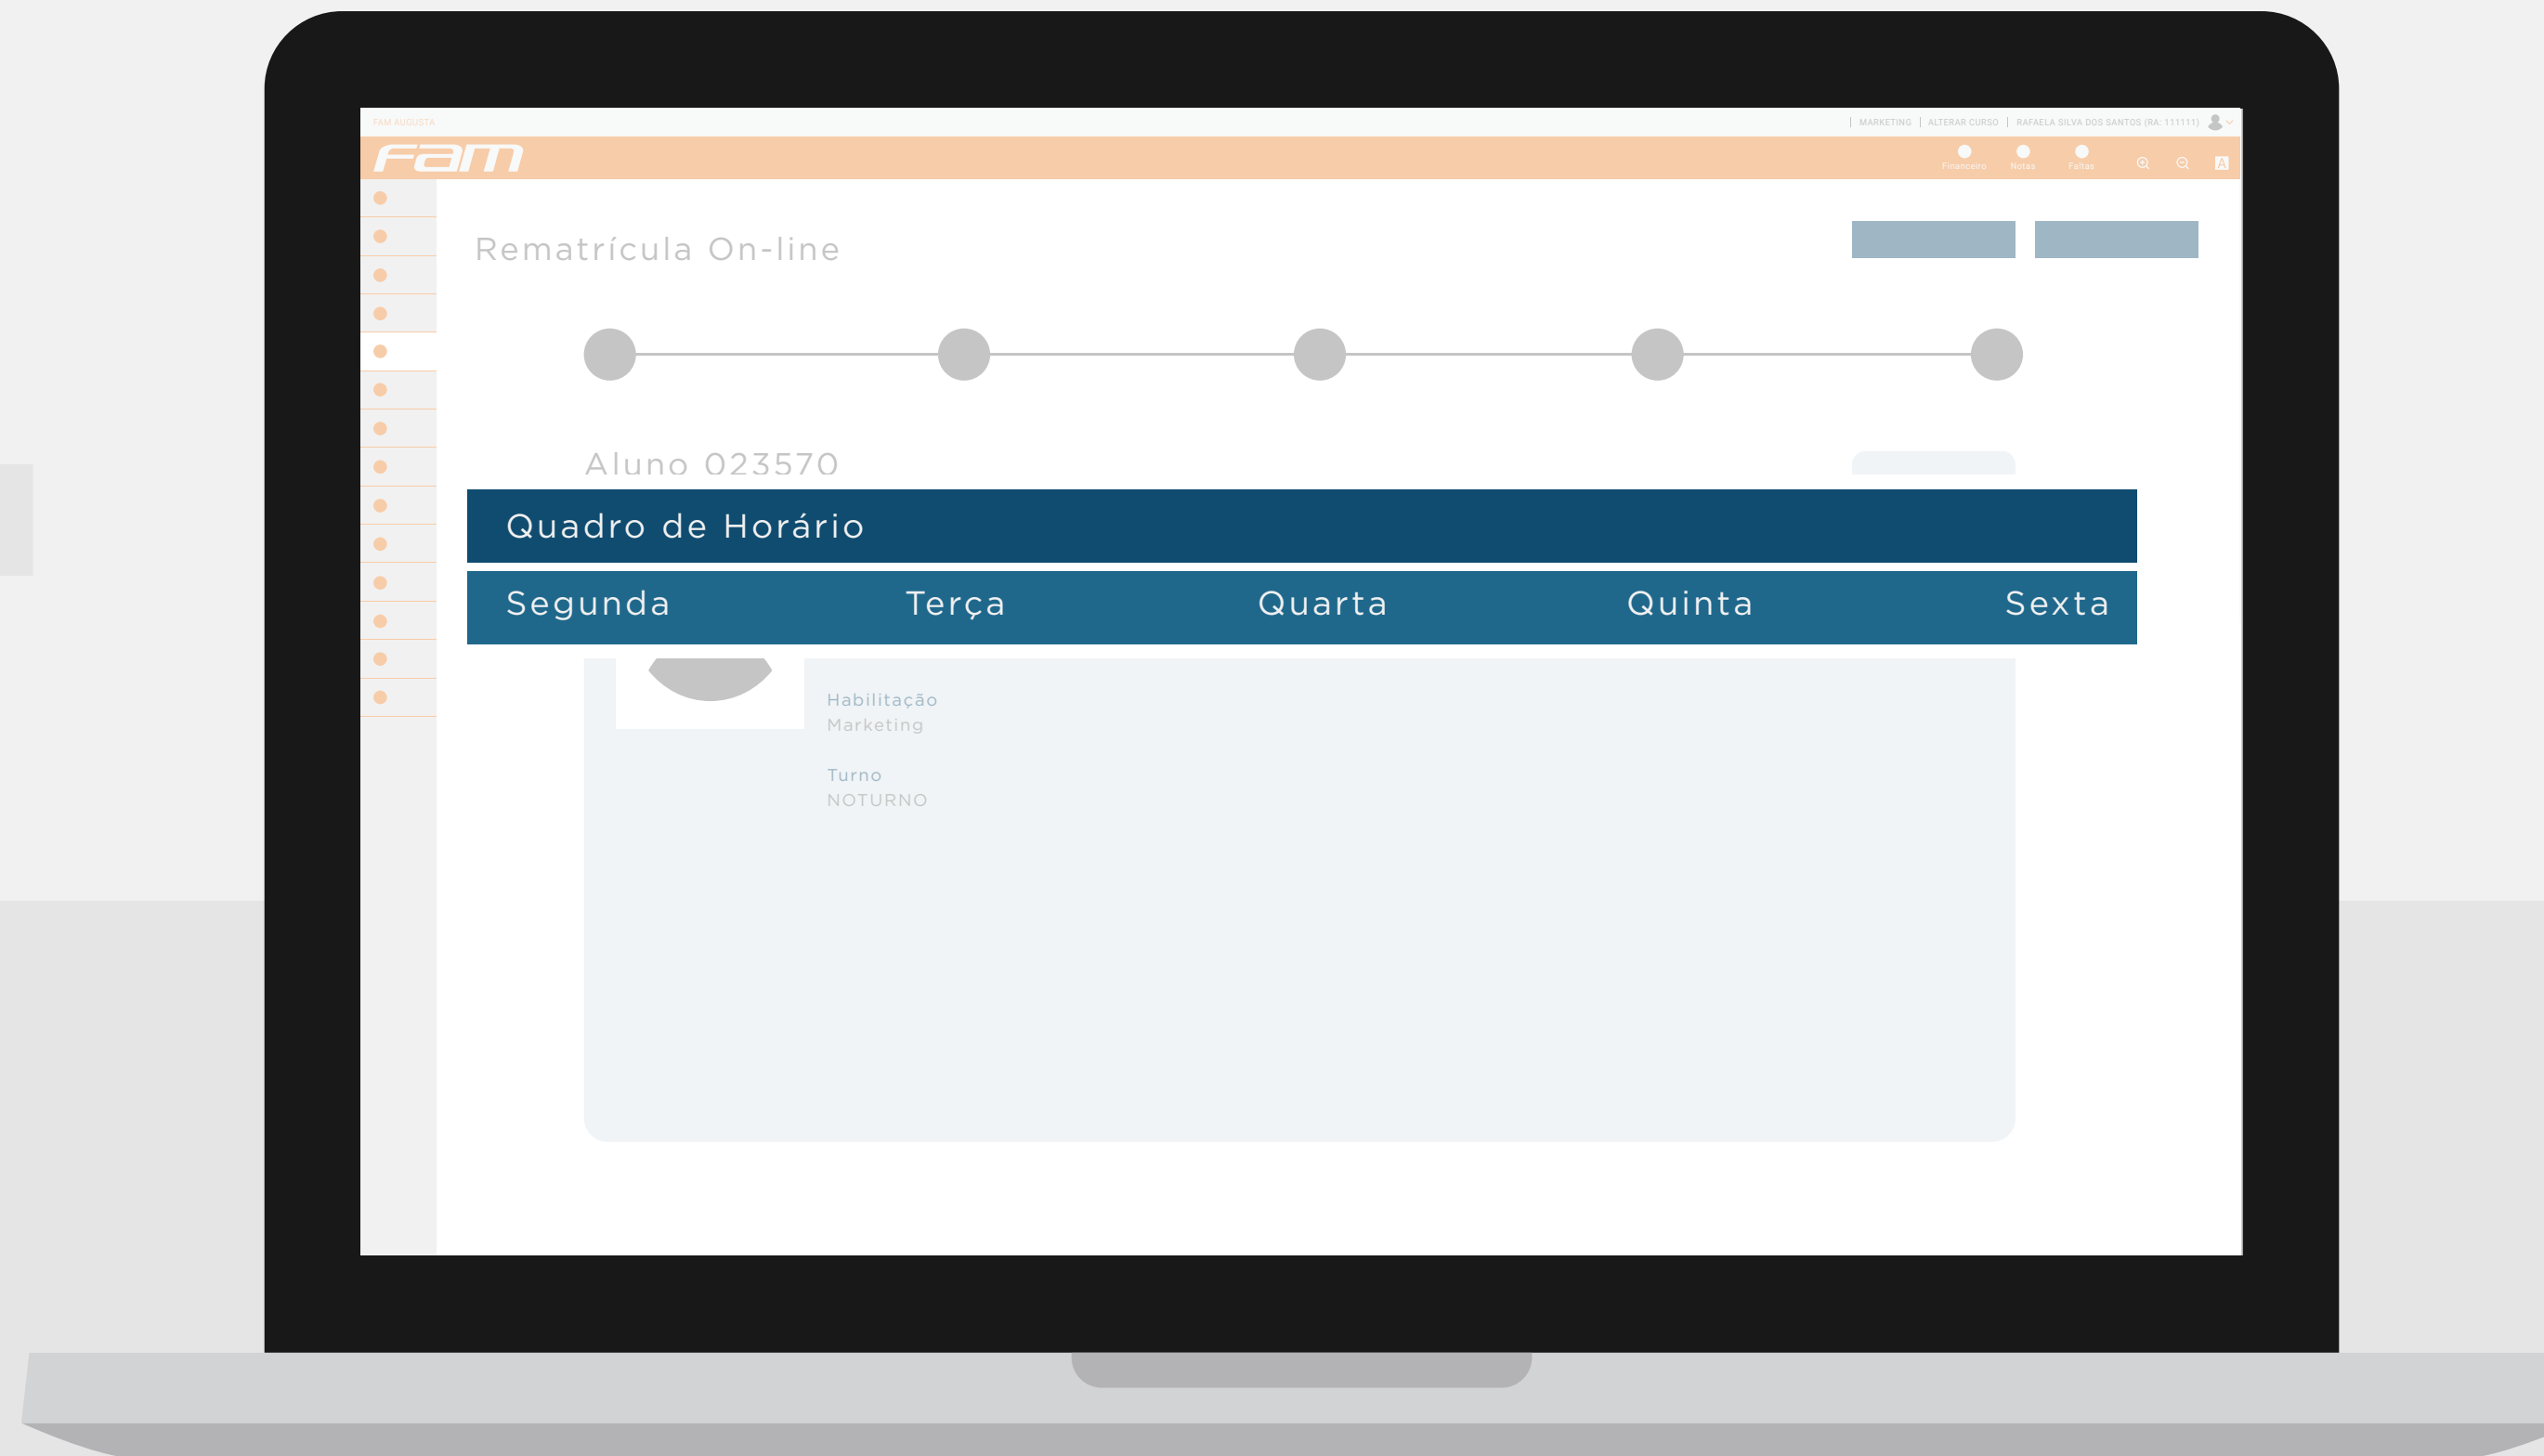 FAM AUGUSTA
MARKETING | ALTERAR CURSO | RAFAELA SILVA DOS SANTOS (RA: 111111)
Fam
Financeiro Notas Faltas A
Rematrícula On-line
Aluno 023570
Quadro de Horário
Segunda Terça Quarta Quinta Sexta
Habilitação
Marketing
Turno
NOTURNO